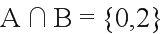 A ∩ B = {0,2}